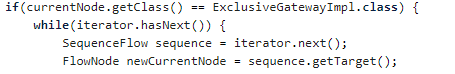 if(currentNode.getClass() == ExclusiveGatewayImpl.class) {
    while(iterator.hasNext()) {
        SequenceFlow sequence = iterator.next();
        FlowNode newCurrentNode = sequence.getTarget();